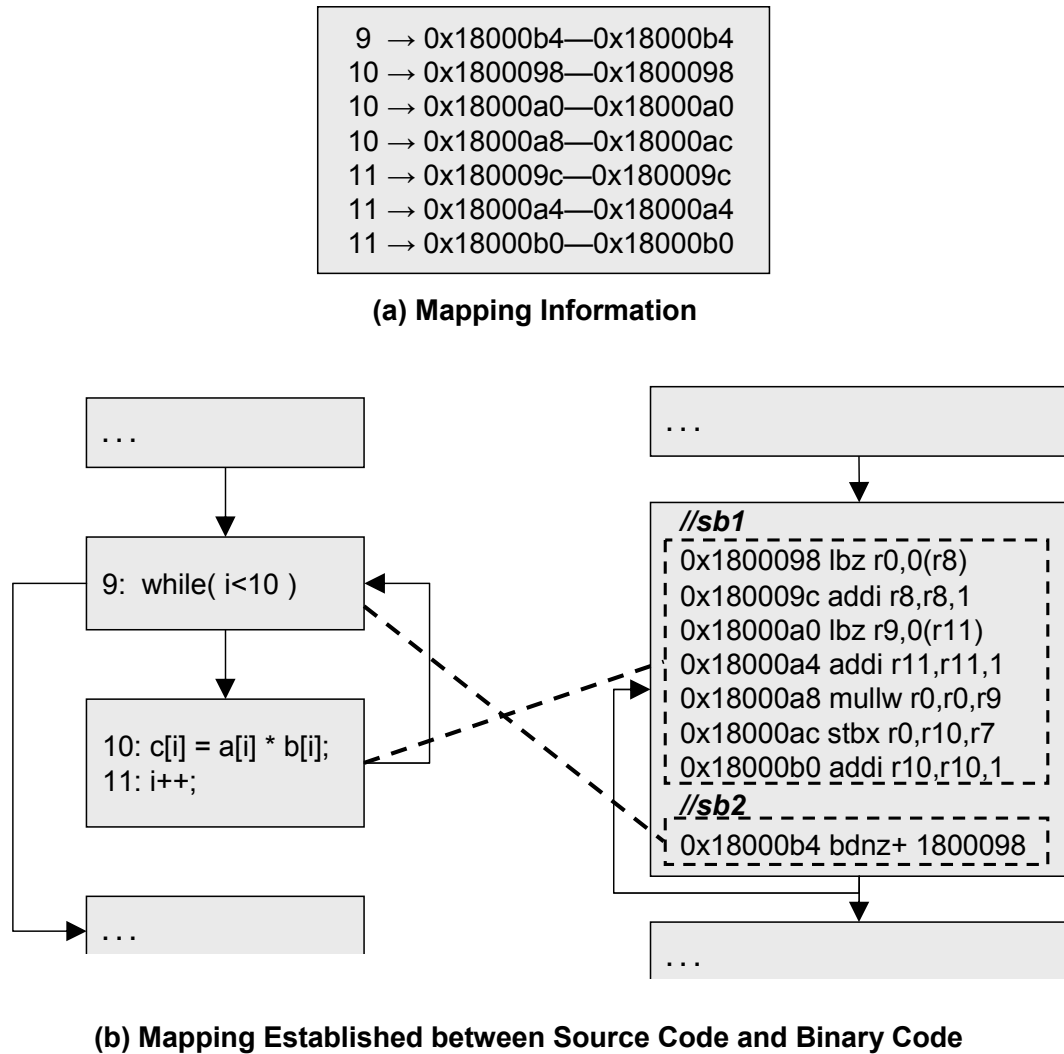 9 → 0x18000b4—0x18000b4
10 → 0x1800098—0x1800098
10 → 0x18000a0—0x18000a0
10 → 0x18000a8—0x18000ac
11 → 0x180009c—0x180009c
11 → 0x18000a4—0x18000a4
11 → 0x18000b0—0x18000b0
(a) Mapping Information
. . .
9: while( i<10 )
10: c[i] = a[i] * b[i];
11: i++;
. . .
. . .
//sb1
0x1800098 lbz r0,0(r8)
0x180009c addi r8,r8,1
0x18000a0 lbz r9,0(r11)
0x18000a4 addi r11,r11,1
0x18000a8 mullw r0,r0,r9
0x18000ac stbx r0,r10,r7
0x18000b0 addi r10,r10,1
//sb2
0x18000b4 bdnz+ 1800098
. . .
(b) Mapping Established between Source Code and Binary Code